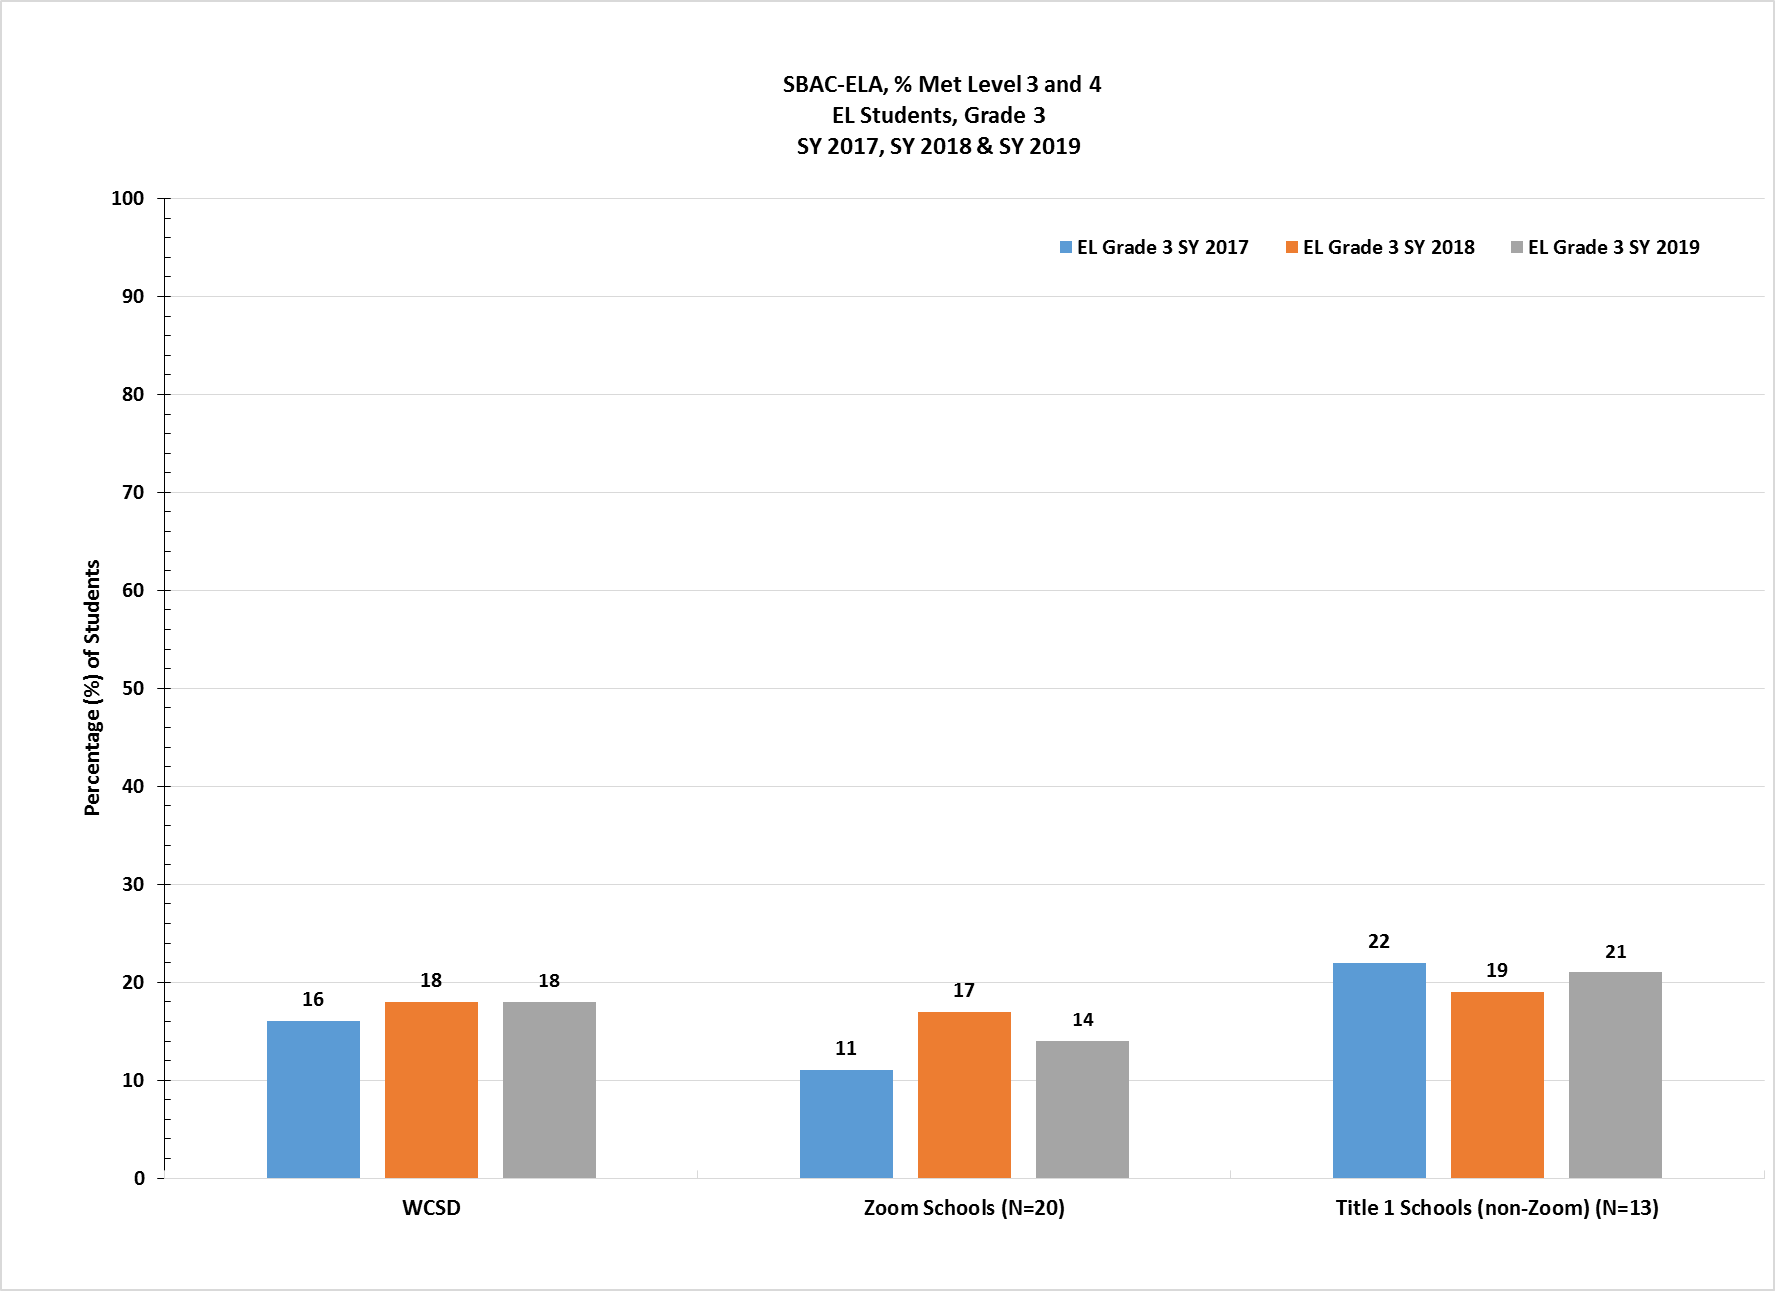 SBAC-ELA, % Met Level 3 and 4
EL Students, Grade 3
SY 2017, SY 2018 & SY 2019
EL Grade 3 SY 2017
EL Grade 3 SY 2018
EL Grade 3 SY 2019
Percentage (%) of Students
100
90
80
70
60
50
40
30
20
10
0
16
18
18
11
17
14
22
19
21
WCSD
Zoom Schools (N=20)
Title 1 Schools (non-Zoom) (N=13)